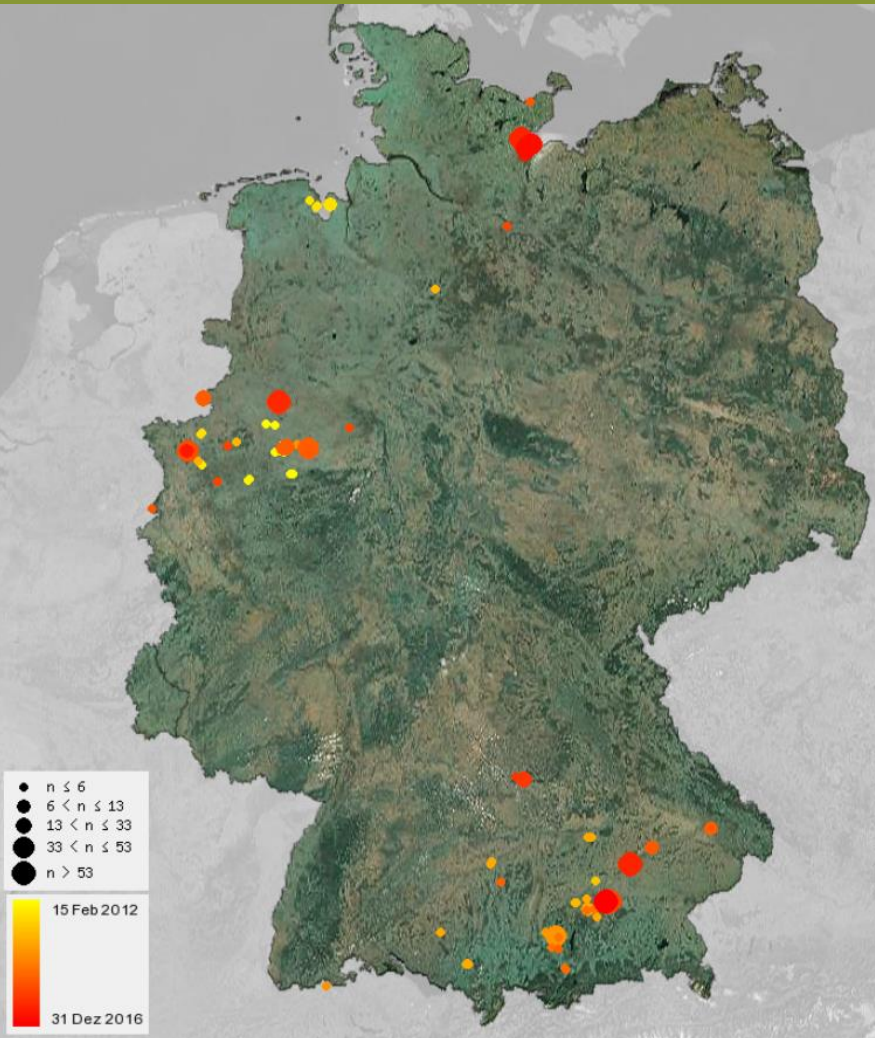 n ≤ 6
6 < n ≤ 13
13 < n ≤ 33
33 < n ≤ 53
n > 53
15 Feb 2012
31 Dez 2016